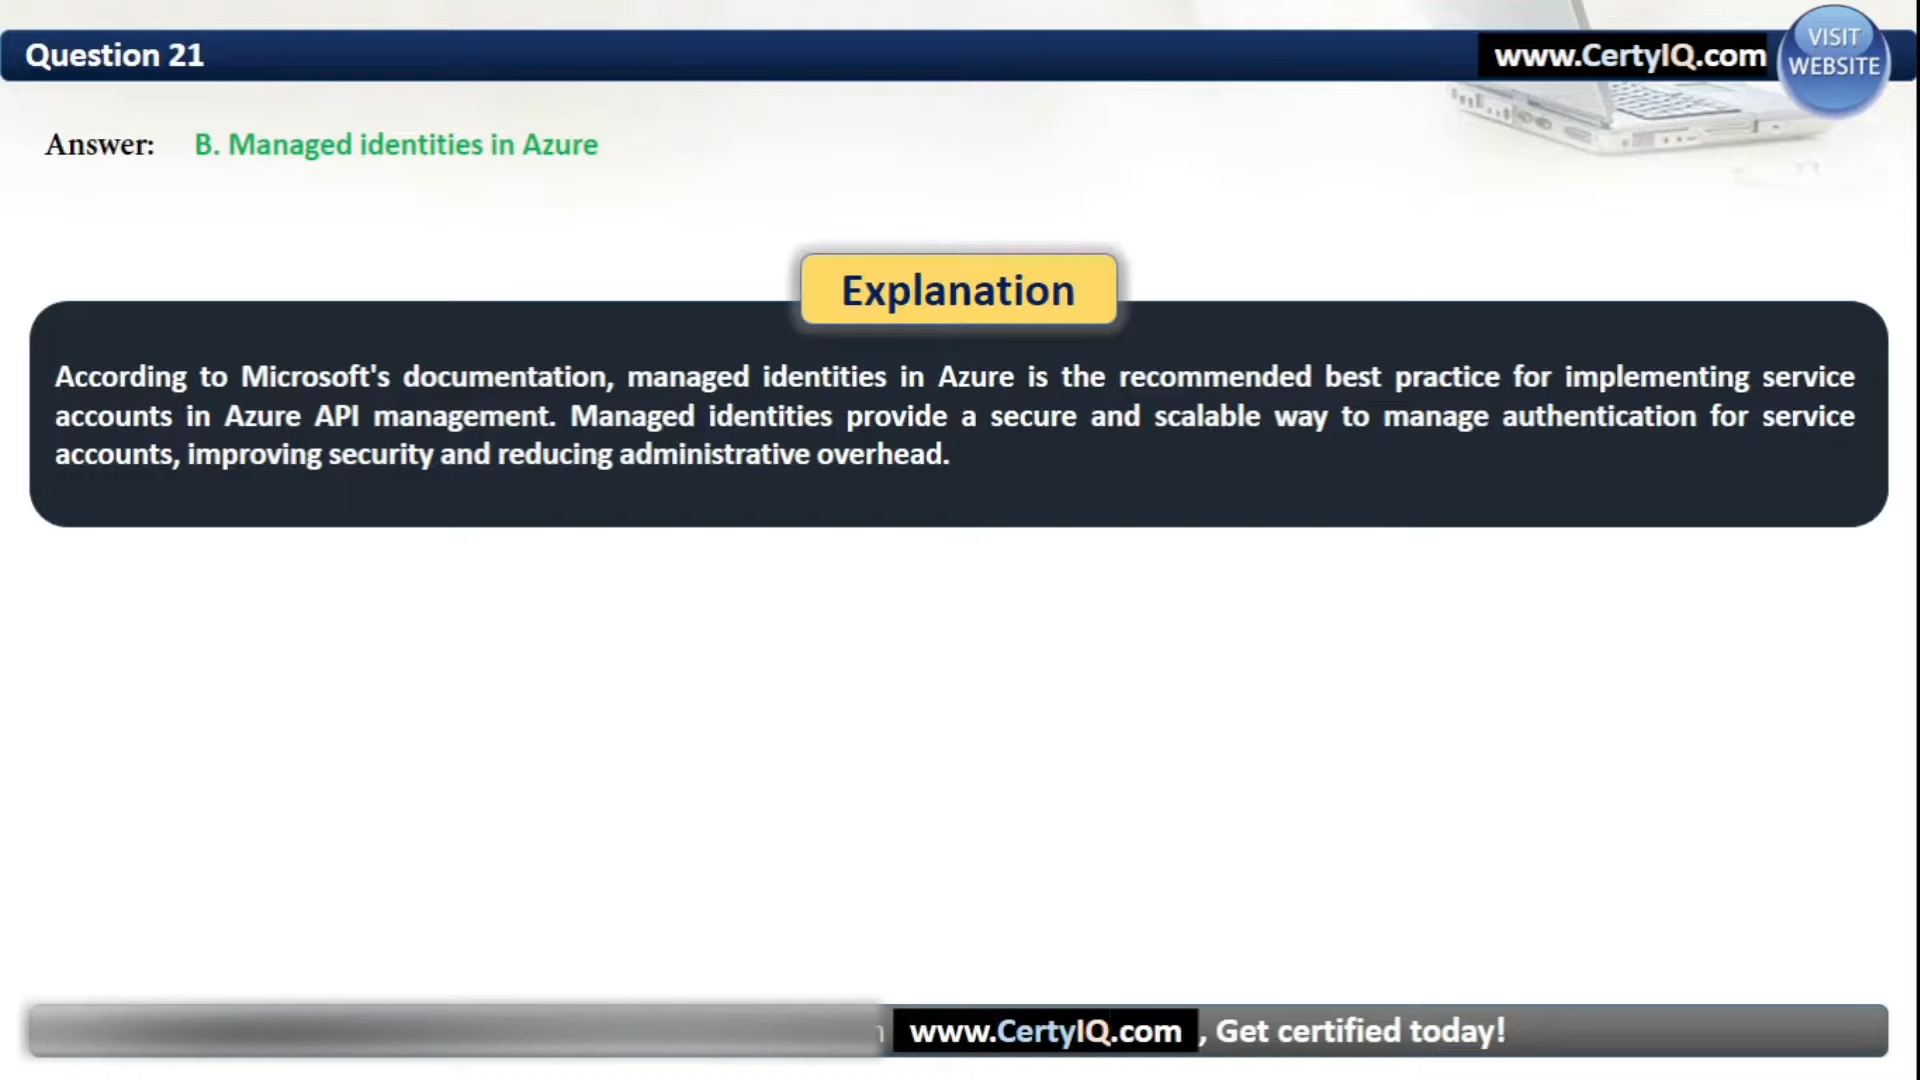 Question 21
www.CertyIQ.com
VISIT
WEBSITE
Answer: B. Managed identities in Azure
Explanation
According to Microsoft's documentation, managed identities in Azure is the recommended best practice for implementing service
accounts in Azure API management. Managed identities provide a secure and scalable way to manage authentication for service
accounts, improving security and reducing administrative overhead.
www.CertyIQ.com , Get certified today!